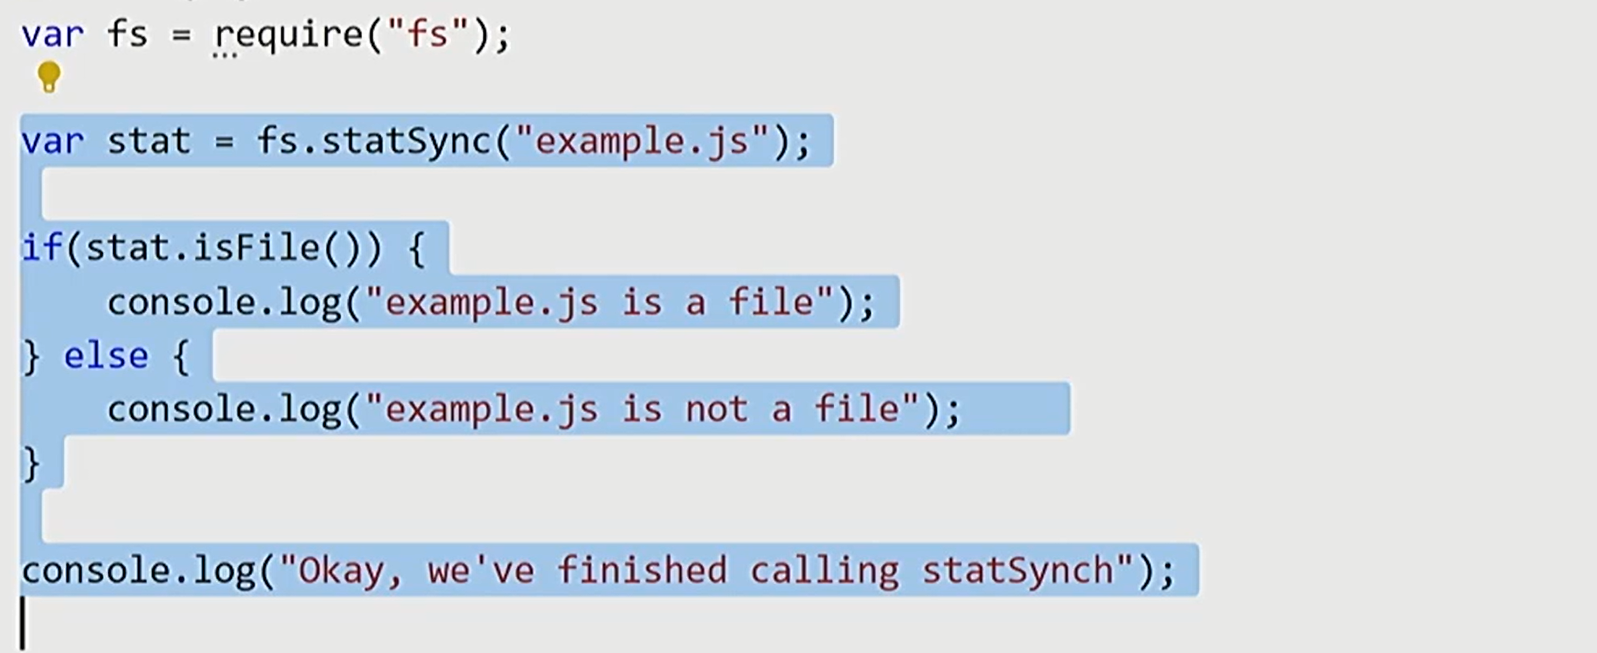 var fs = require("fs");
var stat = fs.statSync("example.js");
if(stat.isFile()) {
    console.log("example.js is a file");
} else {
    console.log("example.js is not a file");
}
console.log("Okay, we've finished calling statSynch");